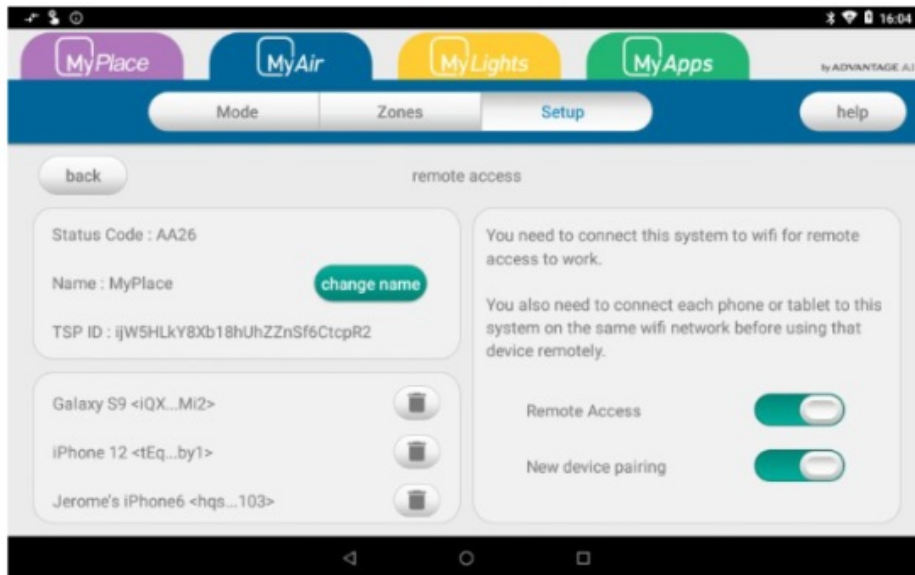 16:04
MyPlace
MyAir
MyLights
MyApps
by ADVANTAGE AI
Mode
Zones
Setup
help
back
remote access
Status Code : AA26
Name : MyPlace
change name
TSP ID : ijW5HLkY8Xb18hUhZZnSf6CtcpR2
Galaxy S9 <iQX...Mi2>
iPhone 12 <tEq...by1>
Jerome's iPhone6 <hqs...103>
You need to connect this system to wifi for remote
access to work.
You also need to connect each phone or tablet to this
system on the same wifi network before using that
device remotely.
Remote Access
New device pairing